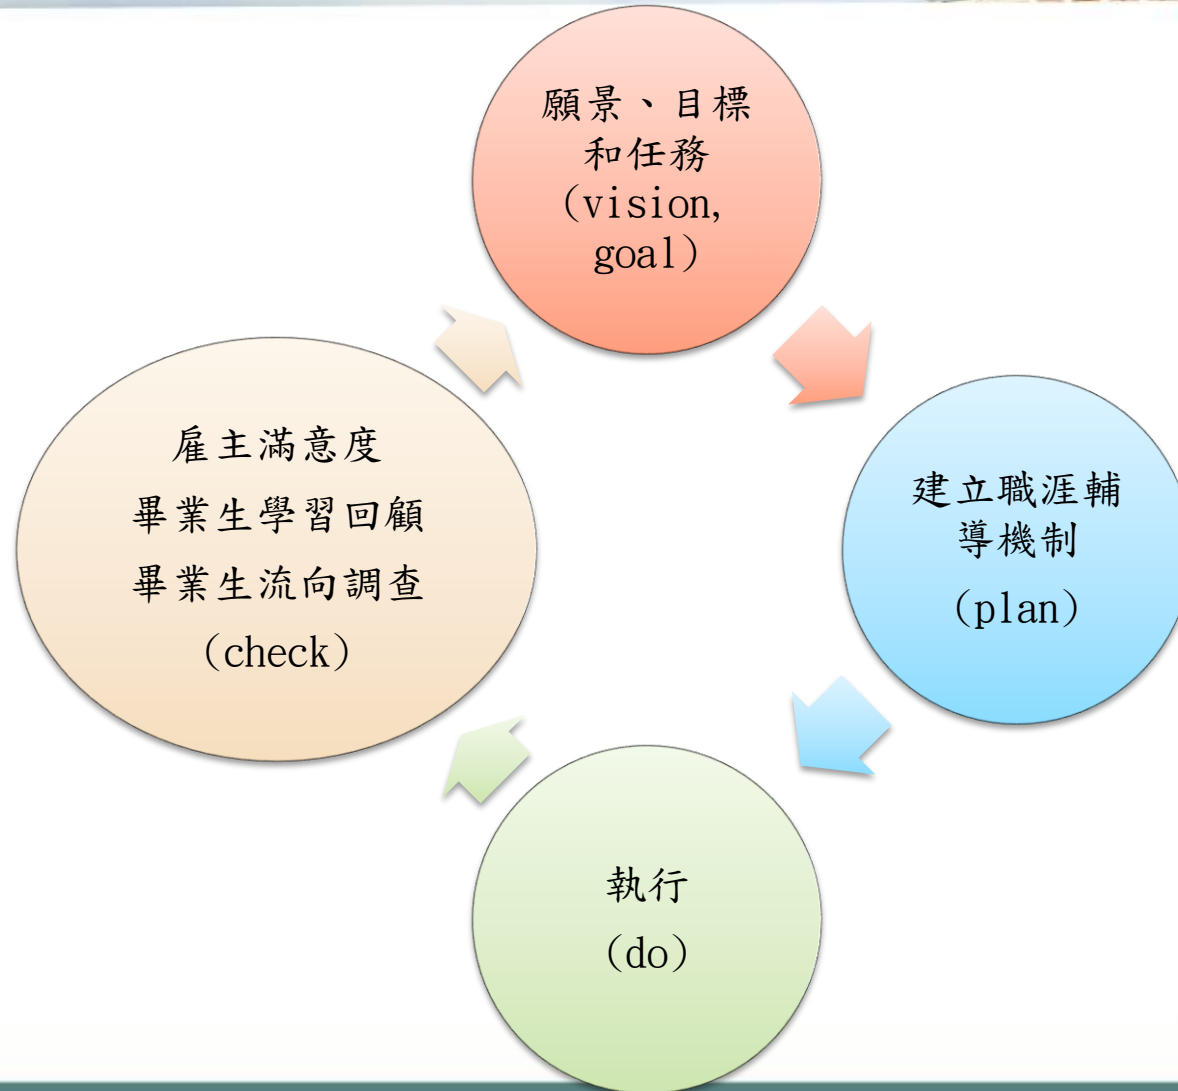 願景、目標
和任務
(vision,
goal)
建立職涯輔
導機制
(plan)
執行
(do)
雇主滿意度
畢業生學習回顧
畢業生流向調查
(check)